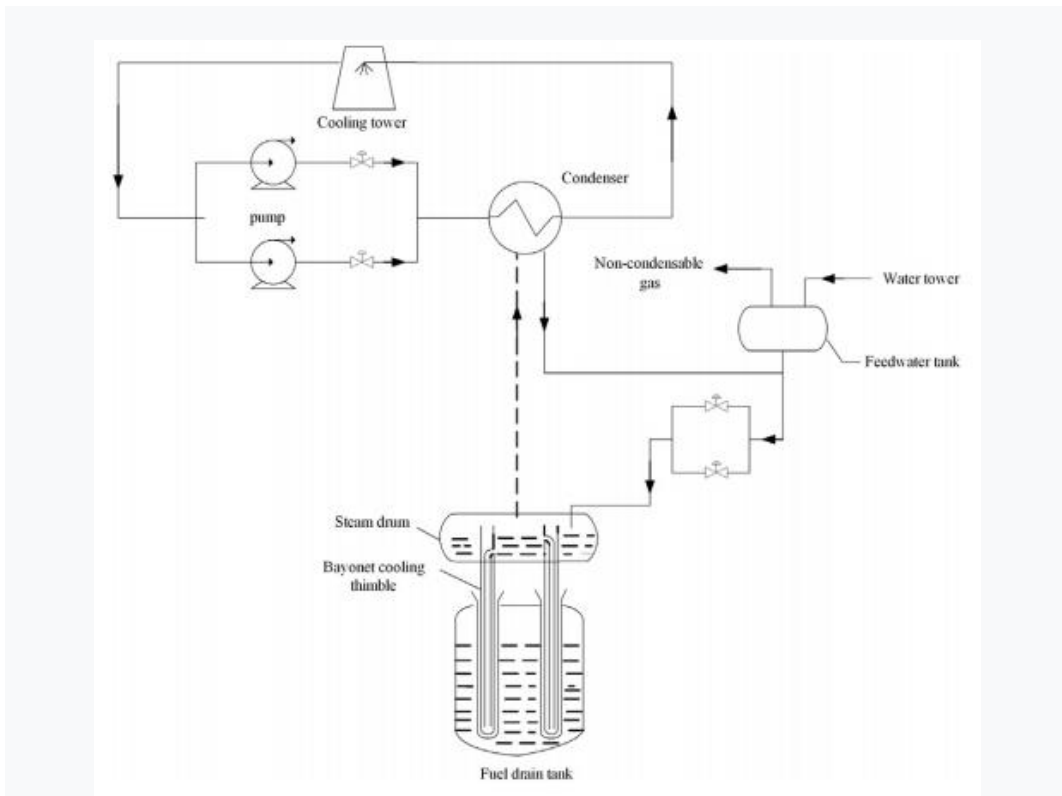 Cooling tower
Condenser
pump
Non-condensable
gas
Water tower
Feedwater tank
Steam drum
Bayonet cooling
thimble
Fuel drain tank